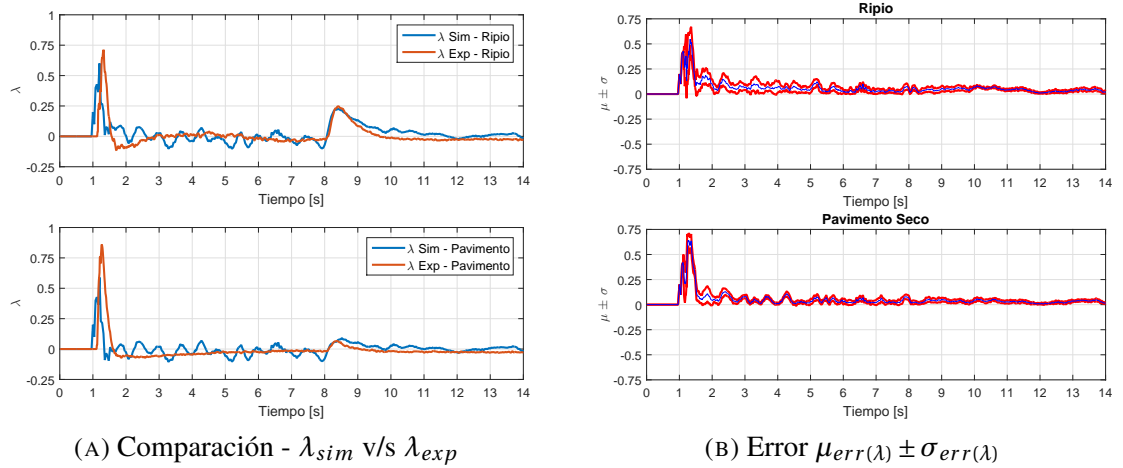 1
0.75
0.5
0.25
0
-0.25
λ
λ Sim - Ripio
λ Exp - Ripio
0 1 2 3 4 5 6 7 8 9 10 11 12 13 14
Tiempo [s]
1
0.75
0.5
0.25
0
-0.25
λ
λ Sim - Pavimento
λ Exp - Pavimento
0 1 2 3 4 5 6 7 8 9 10 11 12 13 14
Tiempo [s]
(A) Comparación - λsim v/s λexp
Ripio
0.75
0.5
0.25
0
-0.25
-0.5
-0.75
μ ± σ
0 1 2 3 4 5 6 7 8 9 10 11 12 13 14
Tiempo [s]
Pavimento Seco
0.75
0.5
0.25
0
-0.25
-0.5
-0.75
μ ± σ
0 1 2 3 4 5 6 7 8 9 10 11 12 13 14
Tiempo [s]
(B) Error μerr(λ) ± σerr(λ)